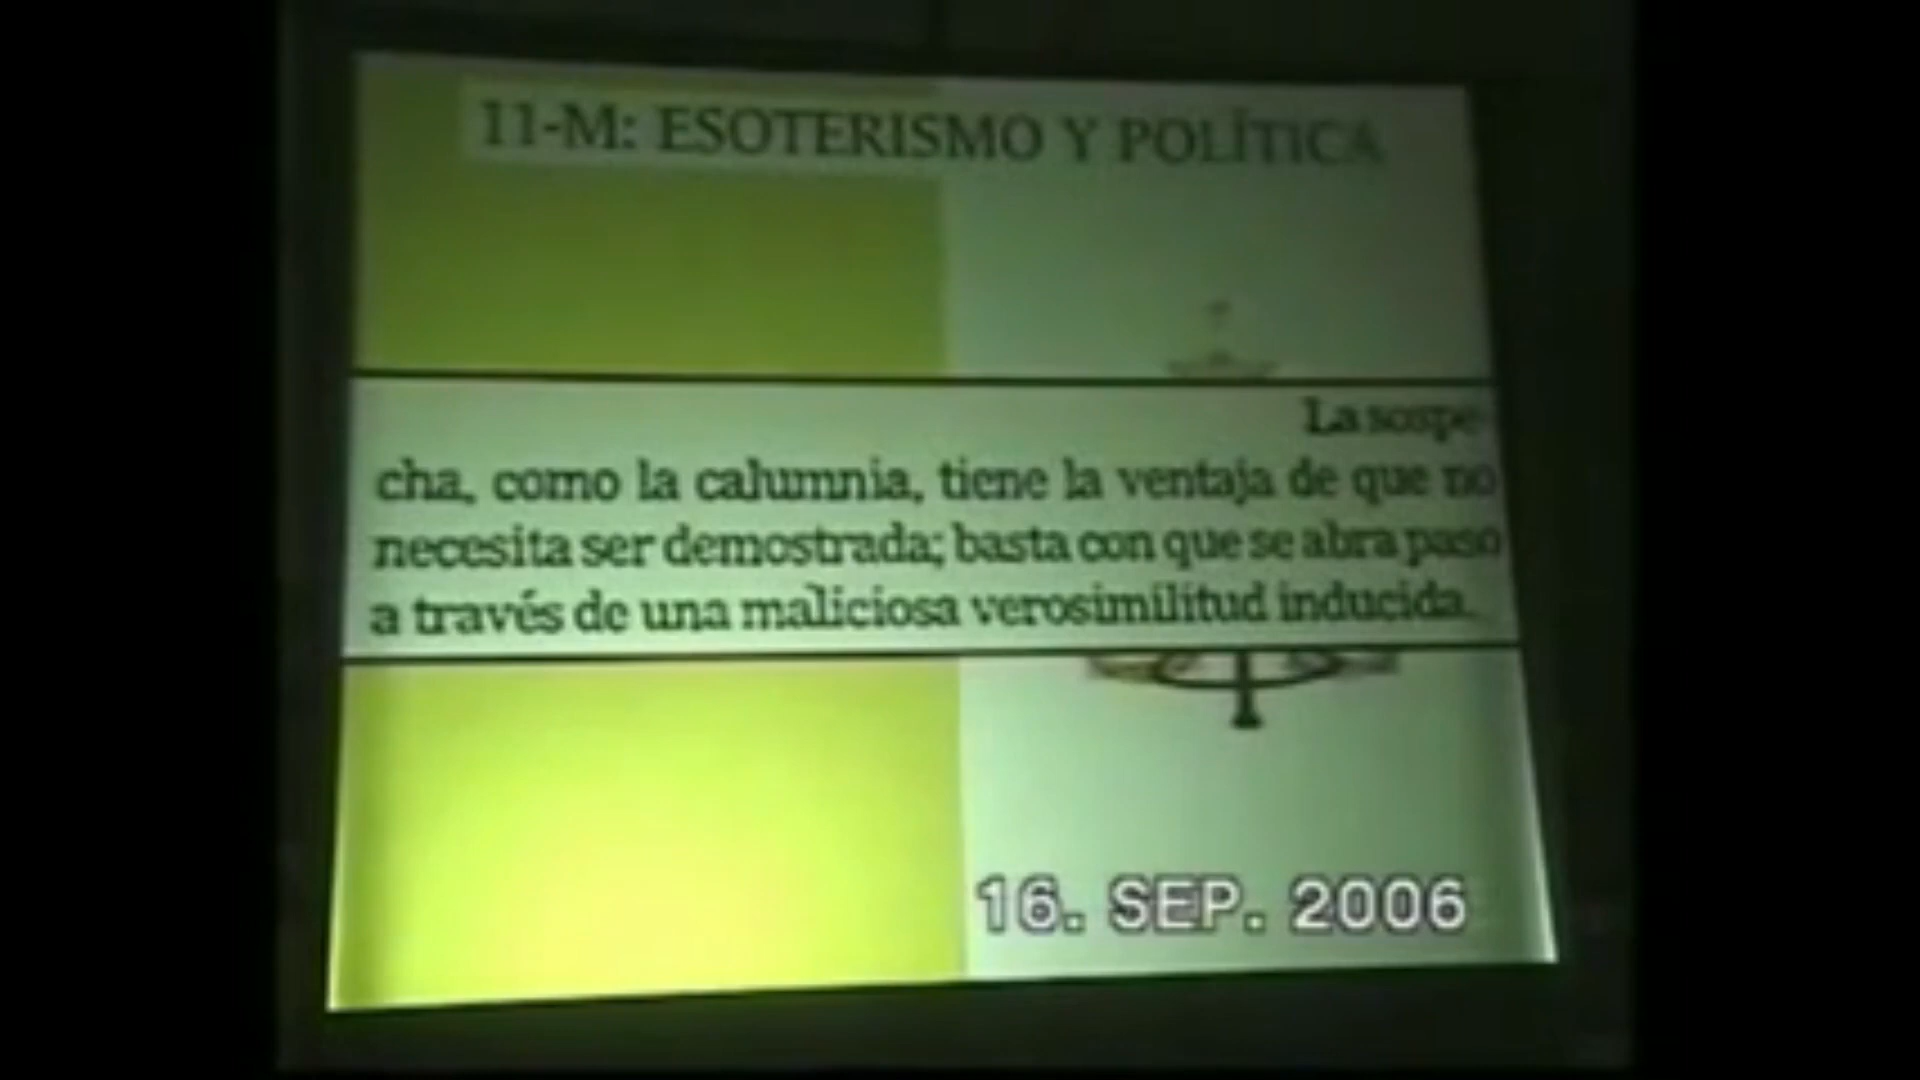 11-M: ESOTERISMO Y POLÍTICA
La sospe-
cha, como la calumnia, tiene la ventaja de que no
necesita ser demostrada; basta con que se abra paso
a través de una maliciosa verosimilitud inducida.
16. SEP. 2006